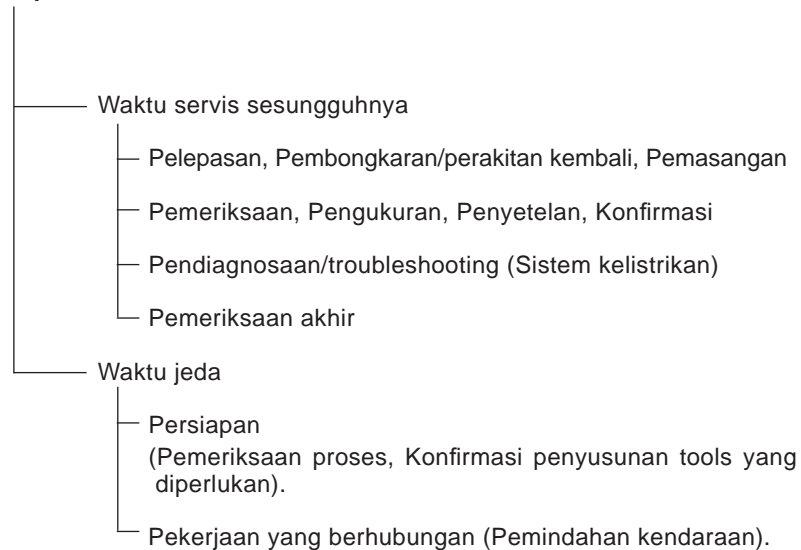 Waktu servis sesungguhnya
Pelepasan, Pembongkaran/perakitan kembali, Pemasangan
Pemeriksaan, Pengukuran, Penyetelan, Konfirmasi
Pendiagnosaan/troubleshooting (Sistem kelistrikan)
Pemeriksaan akhir
Waktu jeda
Persiapan
(Pemeriksaan proses, Konfirmasi penyusunan tools yang
diperlukan).
Pekerjaan yang berhubungan (Pemindahan kendaraan).